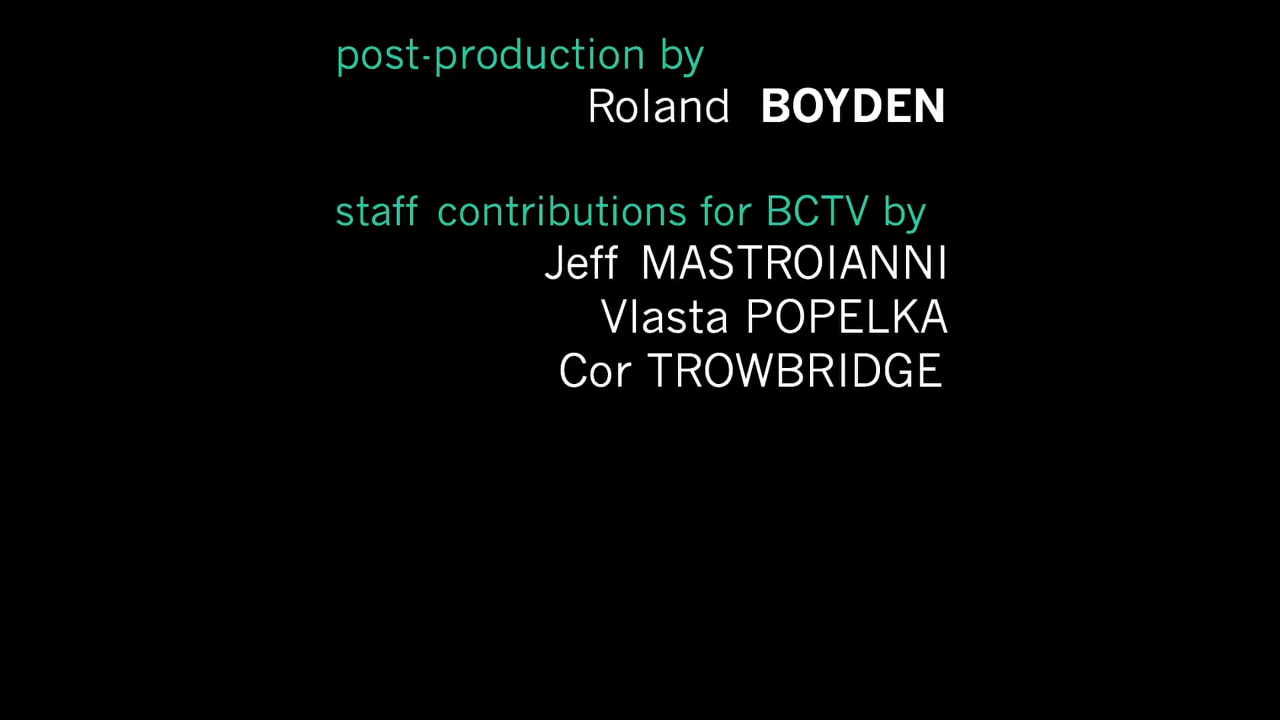 post-production by
Roland BOYDEN
staff contributions for BCTV by
Jeff MASTROIANNI
Vlasta POPELKA
Cor TROWBRIDGE